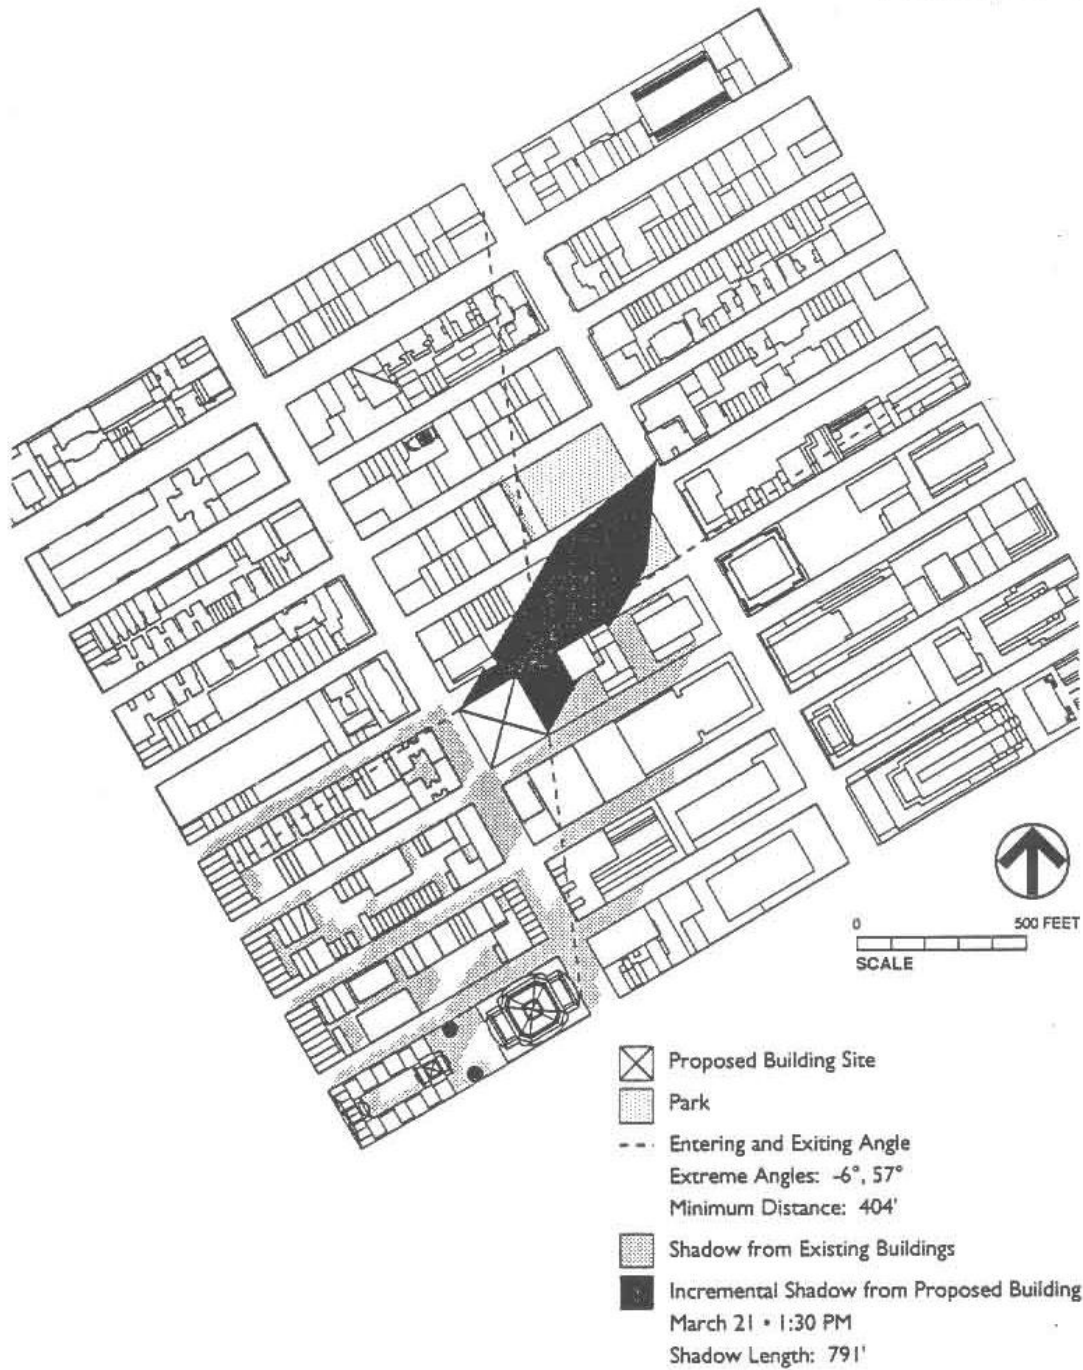 0 500 FEET
SCALE
Proposed Building Site
Park
Entering and Exiting Angle
Extreme Angles: -6°, 57°
Minimum Distance: 404'
Shadow from Existing Buildings
Incremental Shadow from Proposed Building
March 21 • 1:30 PM
Shadow Length: 791'